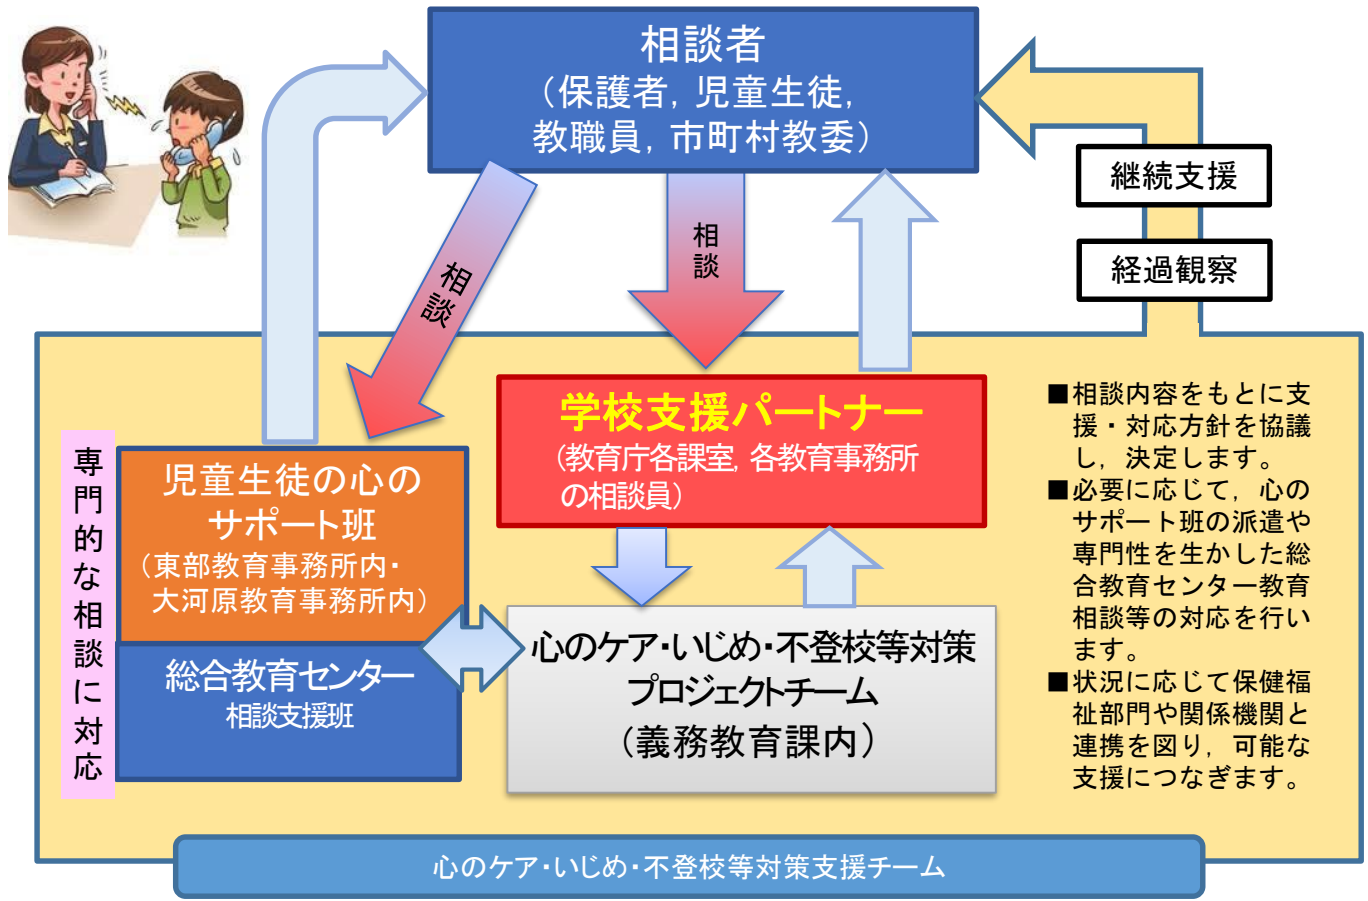 相談者
（保護者，児童生徒，
教職員，市町村教委）
継続支援
経過観察
相談
相談
学校支援パートナー
（教育庁各課室，各教育事務所
の相談員）
専門的な相談に対応
児童生徒の心の
サポート班
（東部教育事務所内・
大河原教育事務所内）
総合教育センター
相談支援班
心のケア・いじめ・不登校等対策
プロジェクトチーム
（義務教育課内）
■相談内容をもとに支
援・対応方針を協議
し，決定します。
■必要に応じて，心の
サポート班の派遣や
専門性を生かした総
合教育センター教育
相談等の対応を行い
ます。
■状況に応じて保健福
祉部門や関係機関と
連携を図り，可能な
支援につなぎます。
心のケア・いじめ・不登校等対策支援チーム